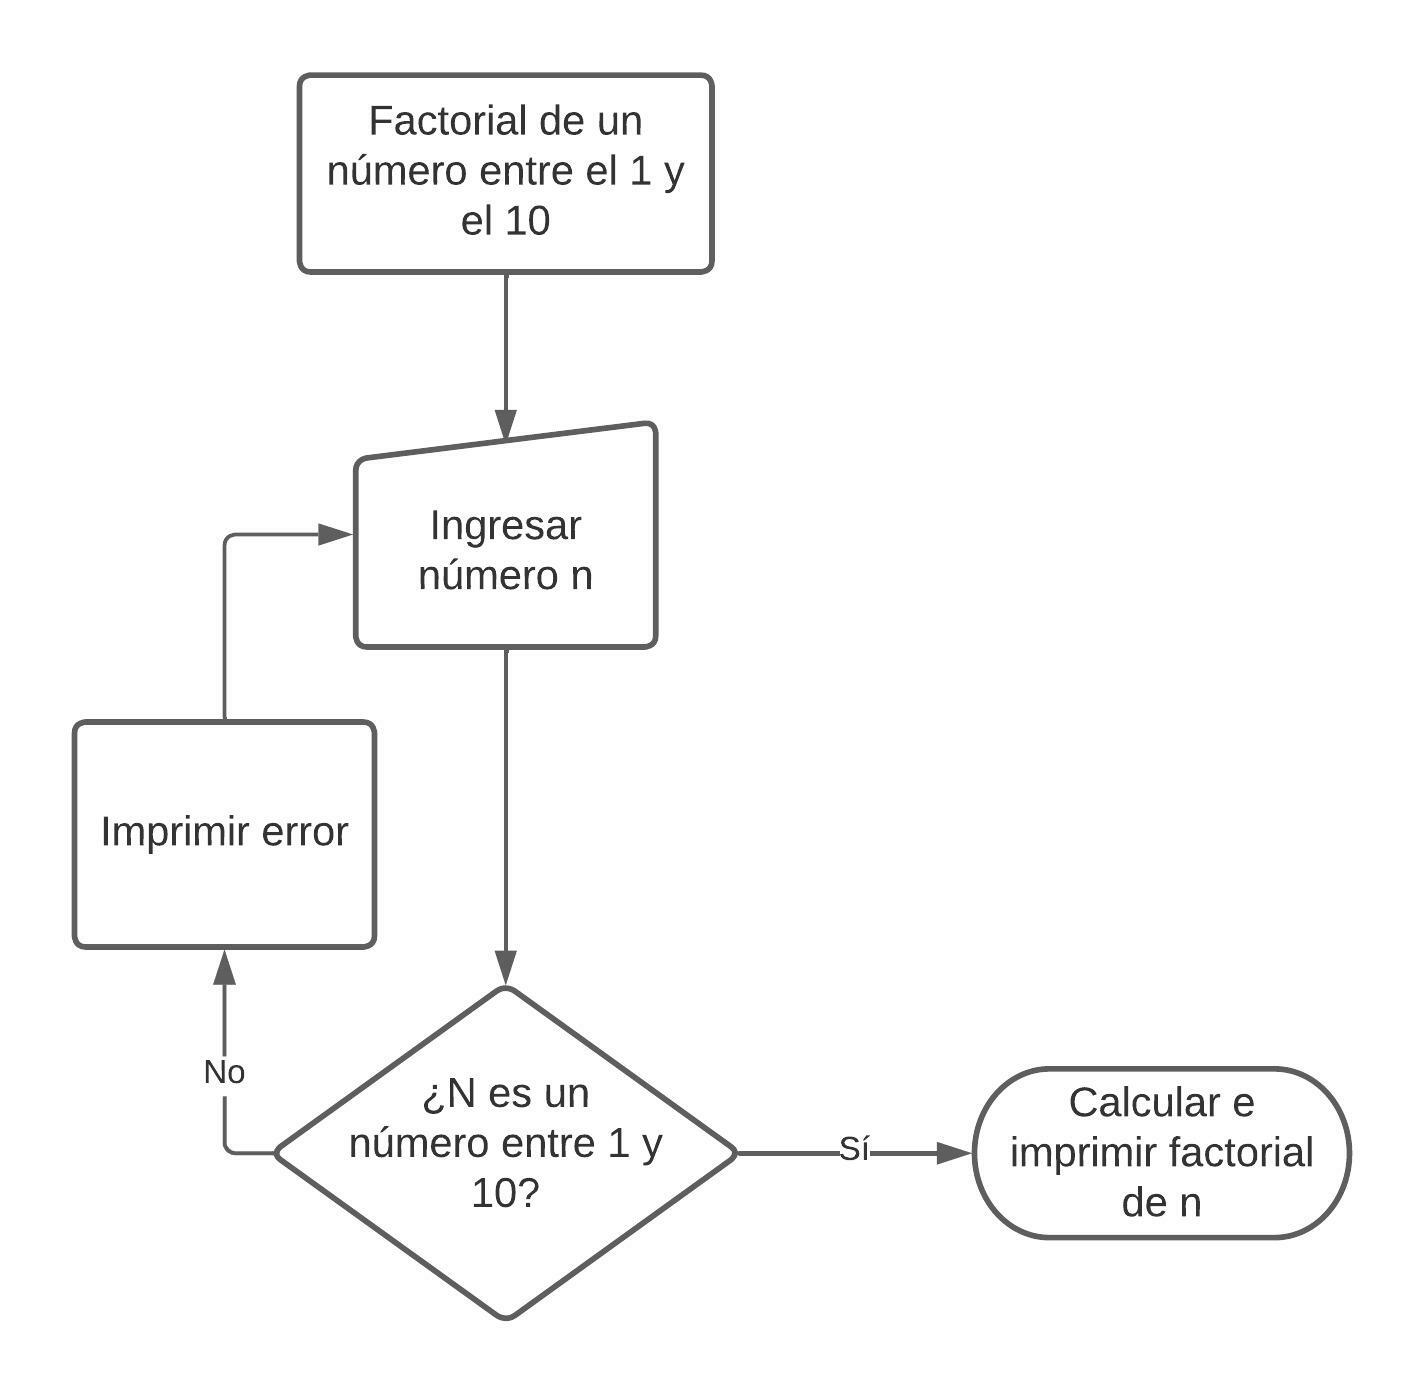 Factorial de un
número entre el 1 y
el 10
Ingresar
número n
Imprimir error
No
¿N es un
número entre 1 y
10?
Sí
Calcular e
imprimir factorial
de n